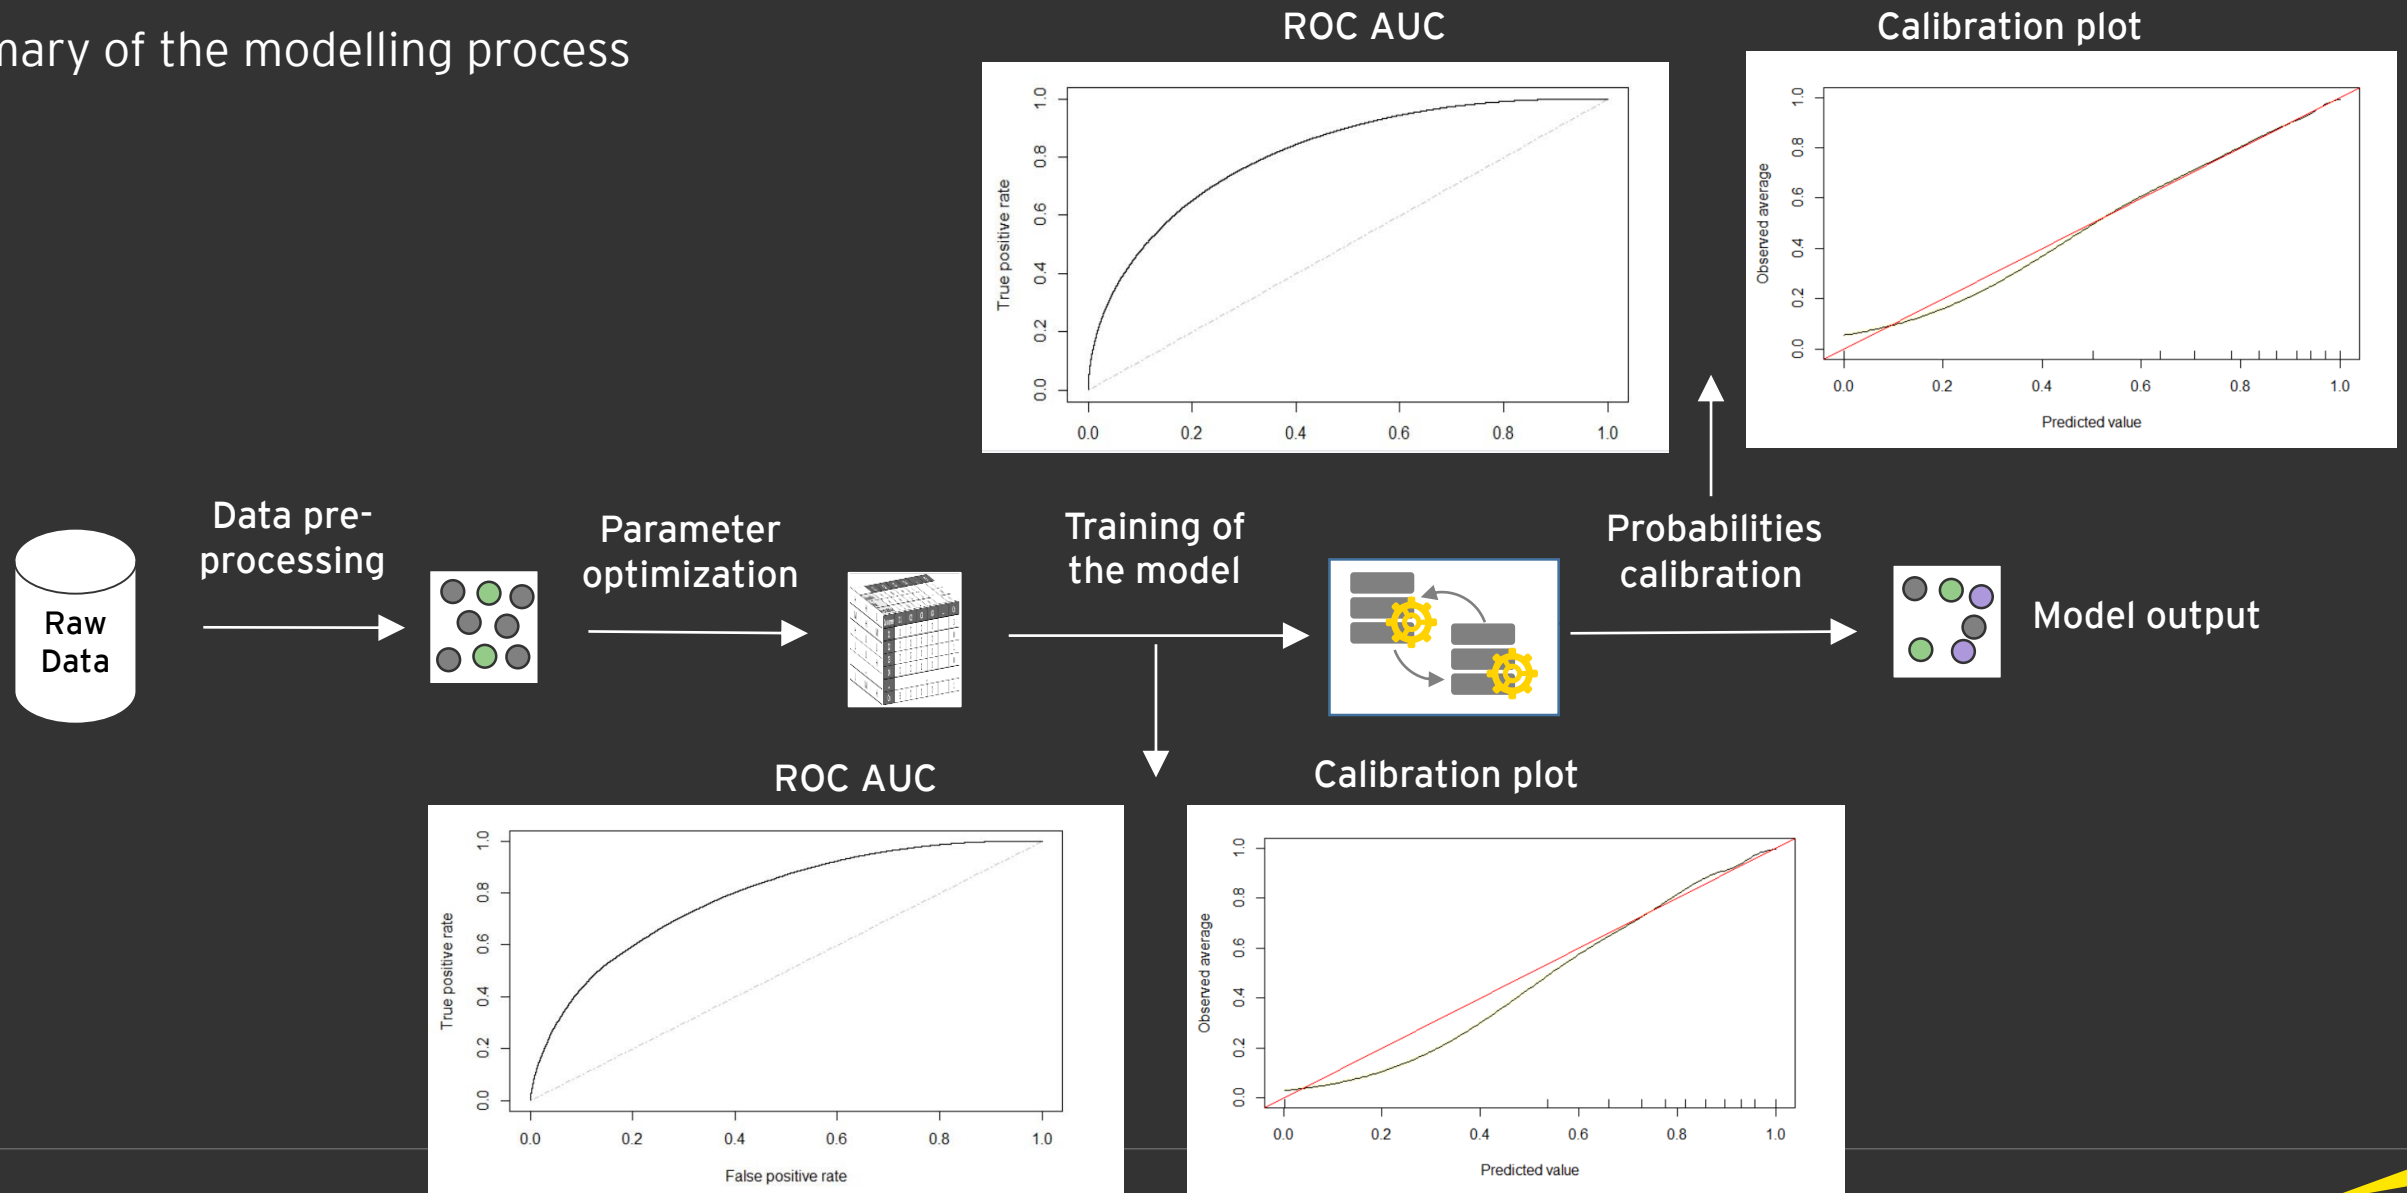 mary of the modelling process
ROC AUC
Calibration plot
True positive rate
0.0 0.2 0.4 0.6 0.8 1.0
0.0 0.2 0.4 0.6 0.8 1.0
Observed average
0.0 0.2 0.4 0.6 0.8 1.0
0.0 0.2 0.4 0.6 0.8 1.0
Predicted value
Raw
Data
Data pre-
processing
Parameter
optimization
Training of
the model
Probabilities
calibration
Model output
ROC AUC
Calibration plot
True positive rate
0.0 0.2 0.4 0.6 0.8 1.0
0.0 0.2 0.4 0.6 0.8 1.0
False positive rate
Observed average
0.0 0.2 0.4 0.6 0.8 1.0
0.0 0.2 0.4 0.6 0.8 1.0
Predicted value